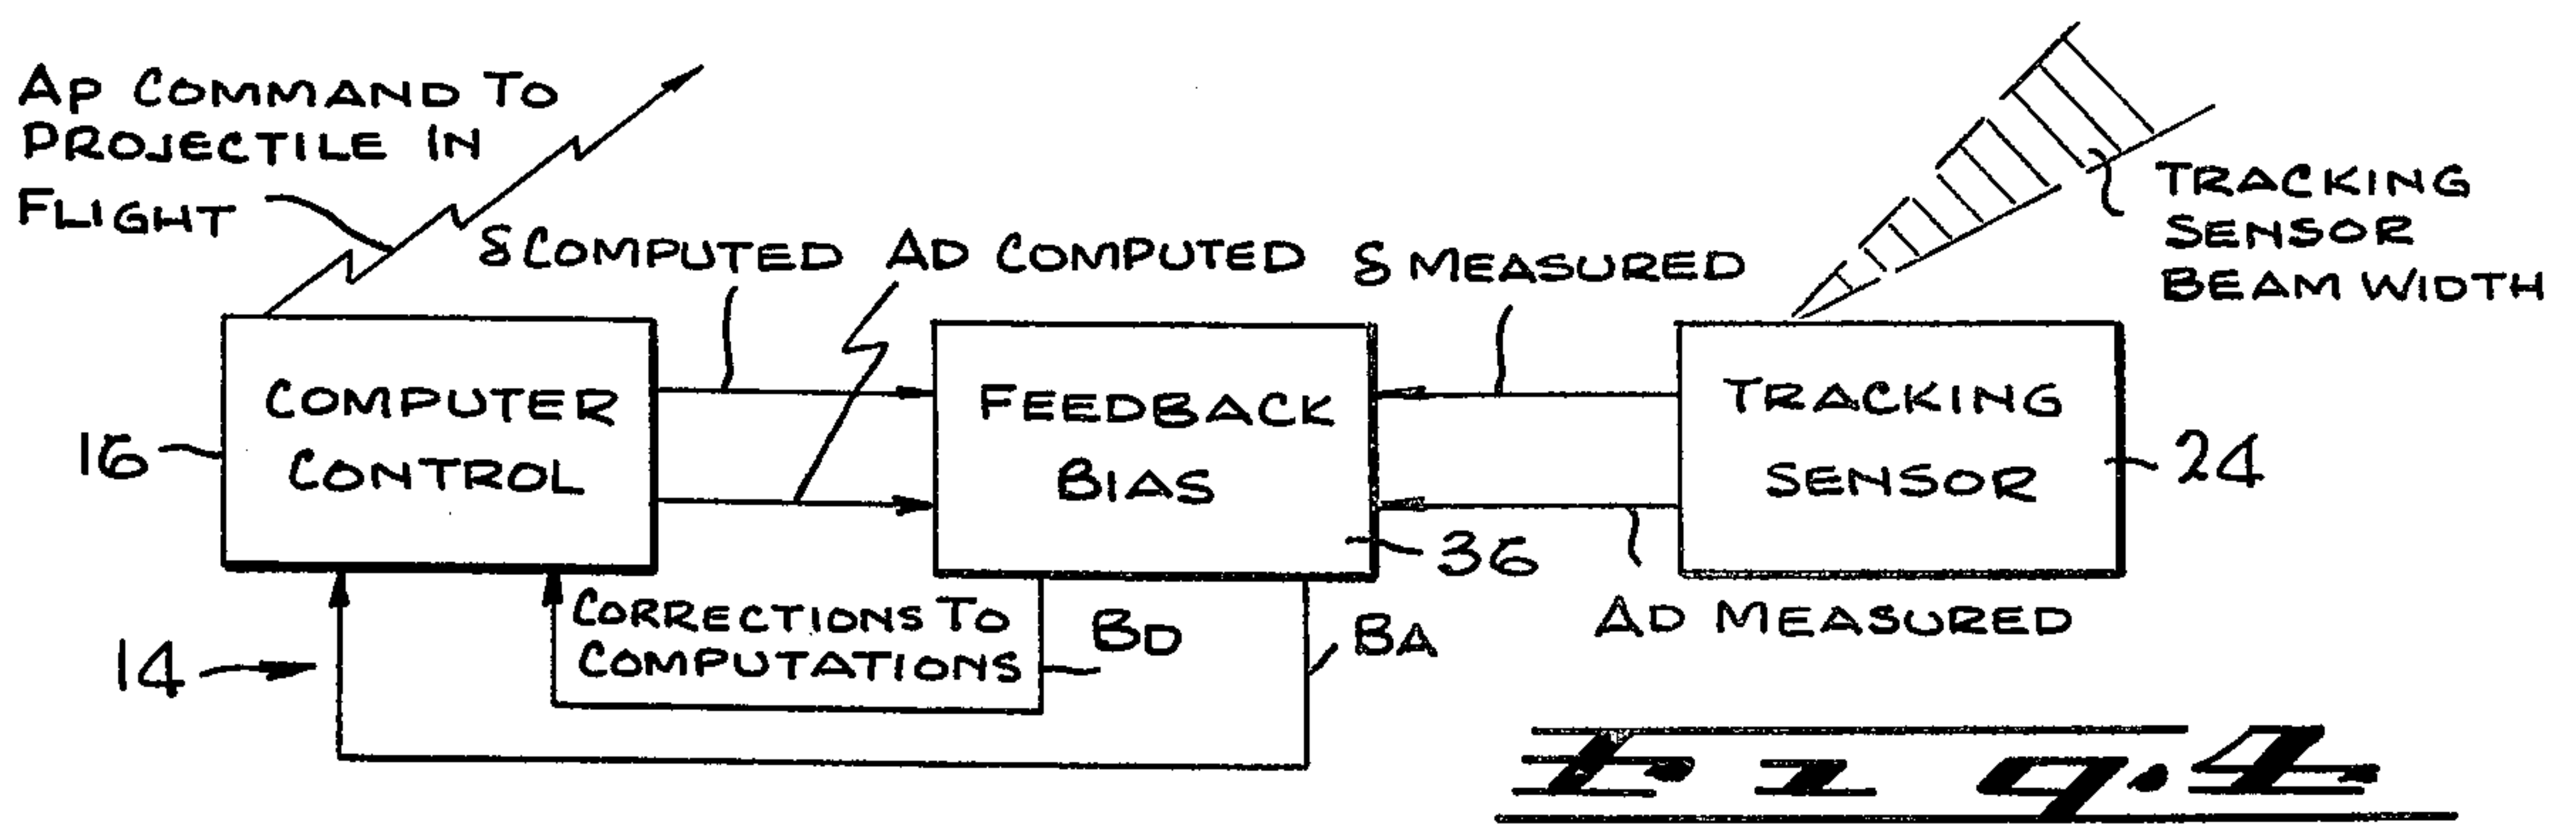 AP COMMAND TO
PROJECTILE IN
FLIGHT
δ COMPUTED
AD COMPUTED
δ MEASURED
TRACKING
SENSOR
BEAM WIDTH
COMPUTER
CONTROL
16
FEEDBACK
BIAS
36
TRACKING
SENSOR
24
AD MEASURED
CORRECTIONS TO
COMPUTATIONS
BD
BA
14
Fig. 4.